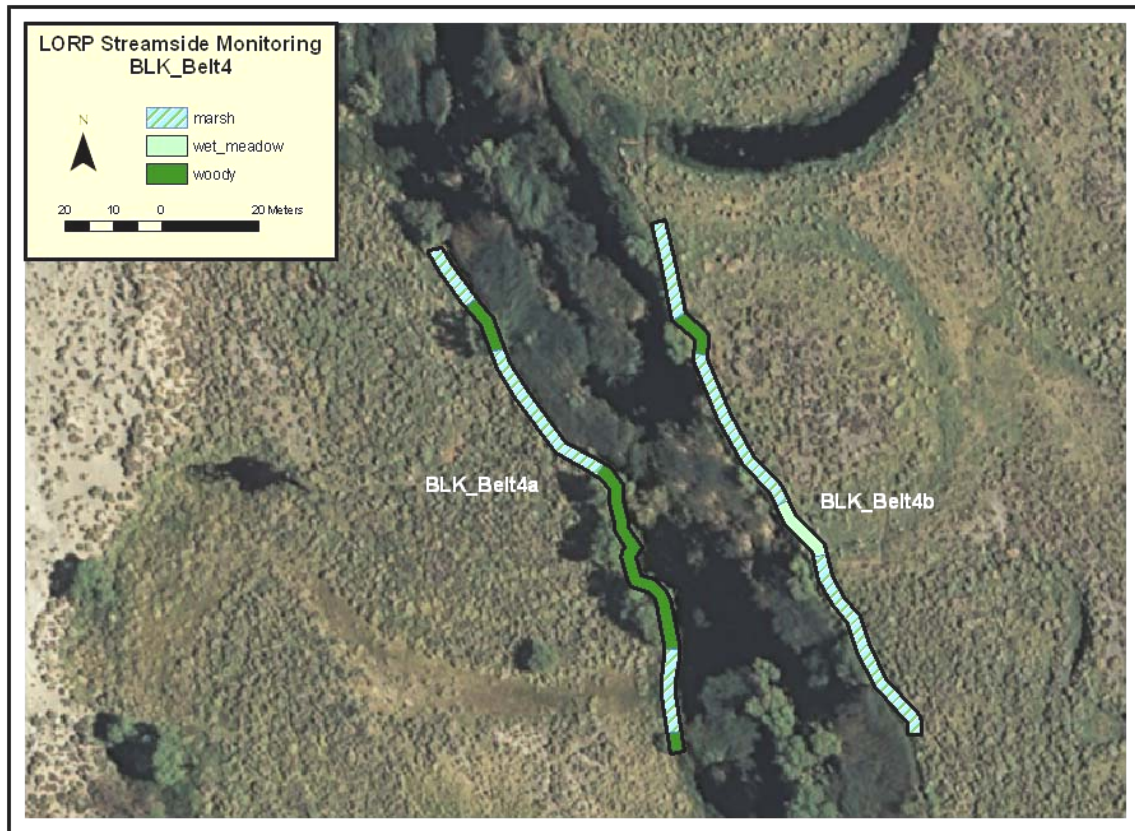 LORP Streamside Monitoring
BLK_Belt4
N
marsh
wet_meadow
woody
20 10 0 20 Meters
BLK_Belt4a
BLK_Belt4b